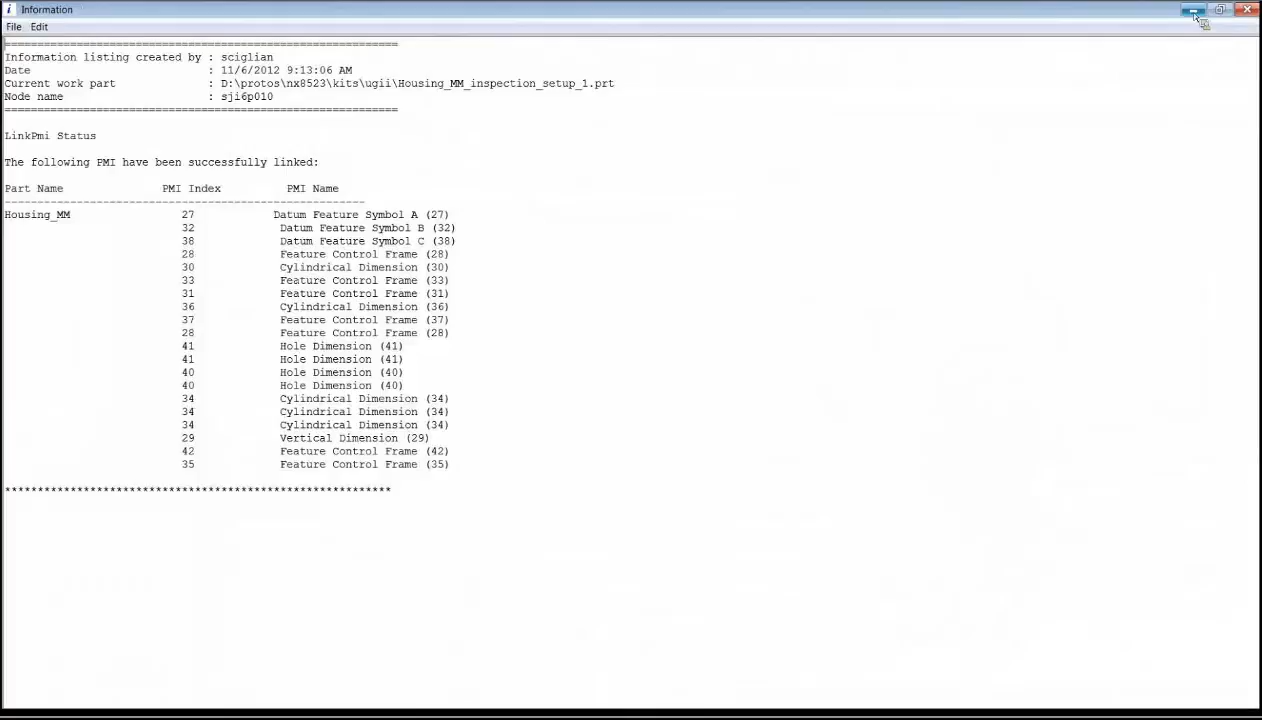 Information
File Edit
============================================================
Information listing created by : sciglian
Date                           : 11/6/2012 9:13:06 AM
Current work part              : D:\protos\nx8523\kits\ugii\Housing_MM_inspection_setup_1.prt
Node name                      : sji6p010
============================================================
LinkPmi Status
The following PMI have been successfully linked:
Part Name               PMI Index          PMI Name
-------------------------------------------------------
Housing_MM                 27            Datum Feature Symbol A (27)
32             Datum Feature Symbol B (32)
38             Datum Feature Symbol C (38)
28             Feature Control Frame (28)
30             Cylindrical Dimension (30)
33             Feature Control Frame (33)
31             Feature Control Frame (31)
36             Cylindrical Dimension (36)
37             Feature Control Frame (37)
28             Feature Control Frame (28)
41             Hole Dimension (41)
41             Hole Dimension (41)
40             Hole Dimension (40)
40             Hole Dimension (40)
34             Cylindrical Dimension (34)
34             Cylindrical Dimension (34)
34             Cylindrical Dimension (34)
29             Vertical Dimension (29)
42             Feature Control Frame (42)
35             Feature Control Frame (35)
***********************************************************